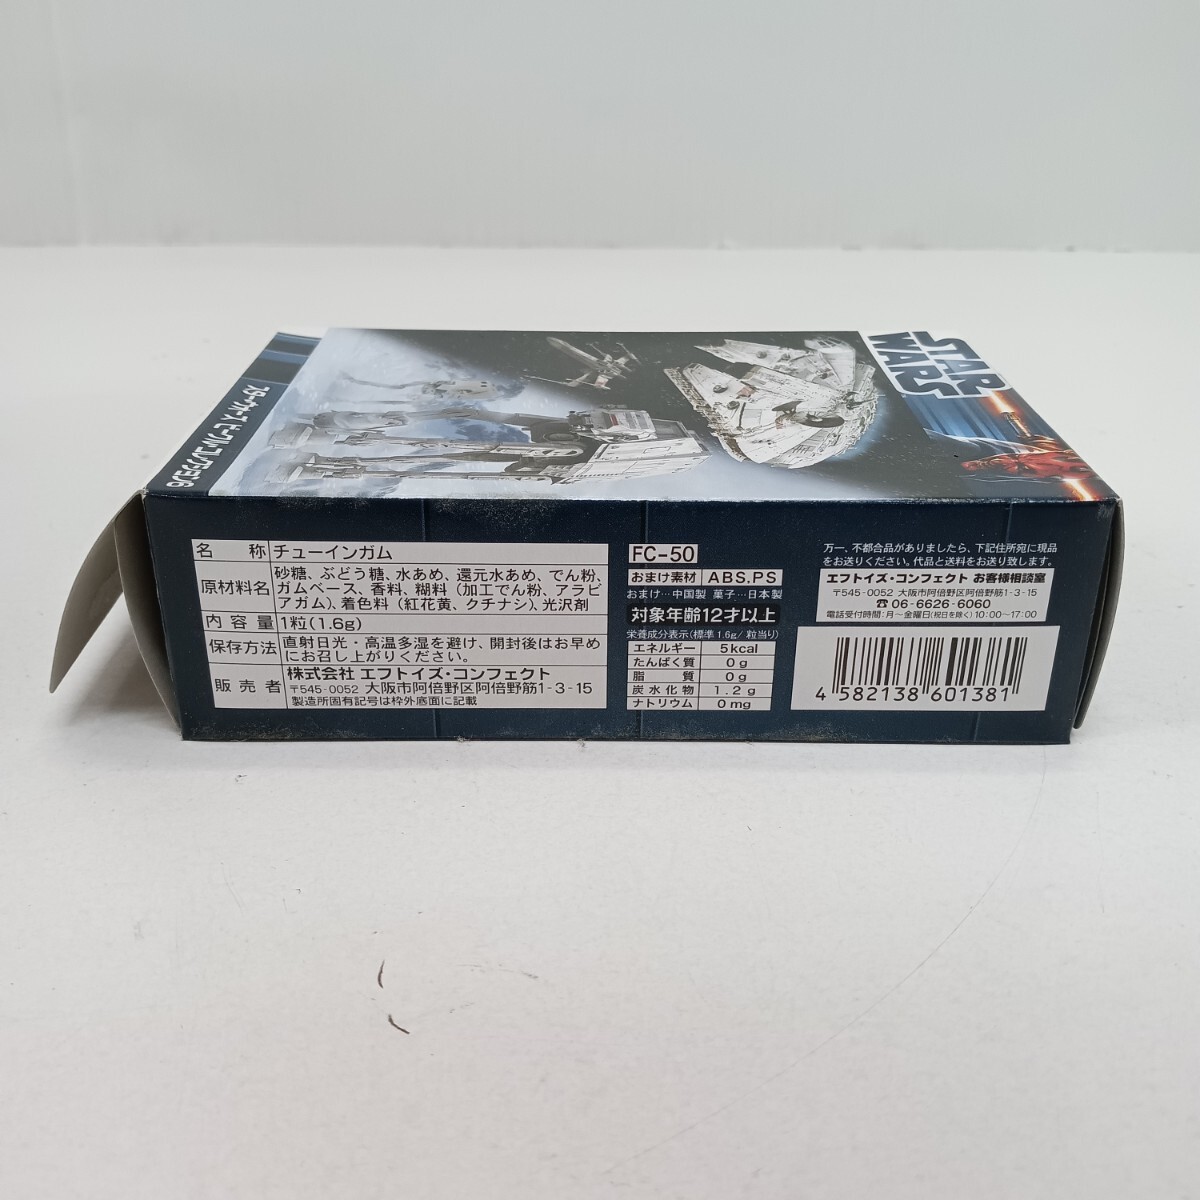 STAR
WARS
スター・ウォーズ ビークル・コレクション6
名称 チューインガム
原材料名 砂糖、ぶどう糖、水あめ、還元水あめ、でん粉、
ガムベース、香料、糊料(加工でん粉、アラビ
アガム)、着色料(紅花黄、クチナシ)、光沢剤
内容量 1粒(1.6g)
保存方法 直射日光・高温多湿を避け、開封後はお早め
にお召し上がりください。
販売者 株式会社 エフトイズ・コンフェクト
〒545-0052 大阪市阿倍野区阿倍野筋1-3-15
製造所固有記号は枠外底面に記載
FC-50
おまけ素材 ABS,PS
おまけ…中国製 菓子…日本製
対象年齢12才以上
栄養成分表示(標準 1.6g/粒当り)
エネルギー 5kcal
たんぱく質 0g
脂質 0g
炭水化物 1.2g
ナトリウム 0mg
万一、不都合品がありましたら、下記住所宛に現品
をお送りください。代品と送料をお送り致します。
エフトイズ・コンフェクト お客様相談室
〒545-0052 大阪市阿倍野区阿倍野筋1-3-15
☎06-6626-6060
電話受付時間:月～金曜日(祝日を除く)10:00～17:00
4 582138 601381